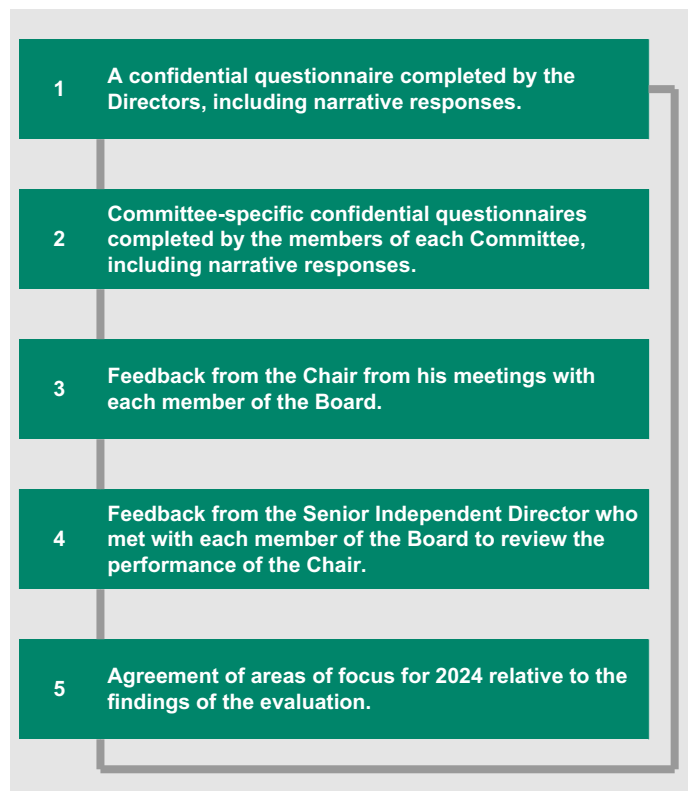 1
A confidential questionnaire completed by the
Directors, including narrative responses.
2
Committee-specific confidential questionnaires
completed by the members of each Committee,
including narrative responses.
3
Feedback from the Chair from his meetings with
each member of the Board.
4
Feedback from the Senior Independent Director who
met with each member of the Board to review the
performance of the Chair.
5
Agreement of areas of focus for 2024 relative to the
findings of the evaluation.